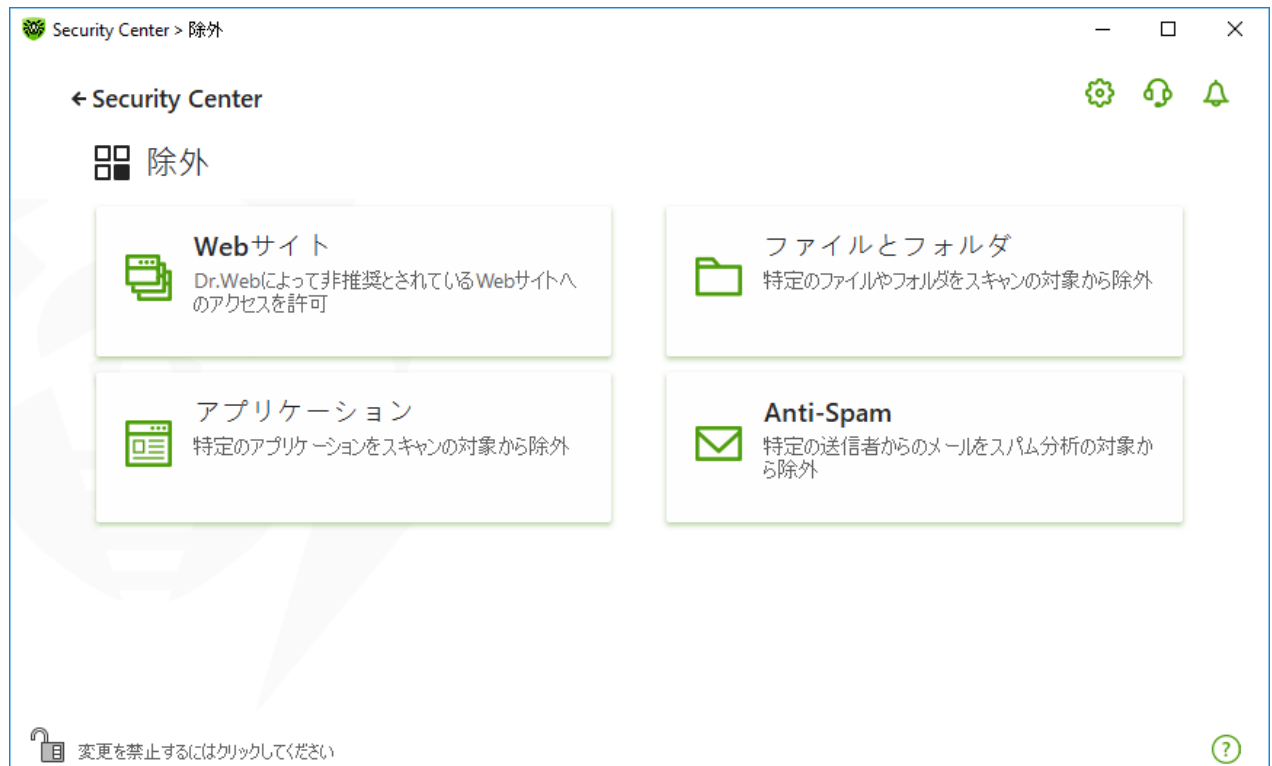 Security Center > 除外
Security Center
除外
Webサイト
Dr.Webによって非推奨とされているWebサイトへ
のアクセスを許可
ファイルとフォルダ
特定のファイルやフォルダをスキャンの対象から除外
アプリケーション
特定のアプリケーションをスキャンの対象から除外
Anti-Spam
特定の送信者からのメールをスパム分析の対象か
ら除外
変更を禁止するにはクリックしてください
?